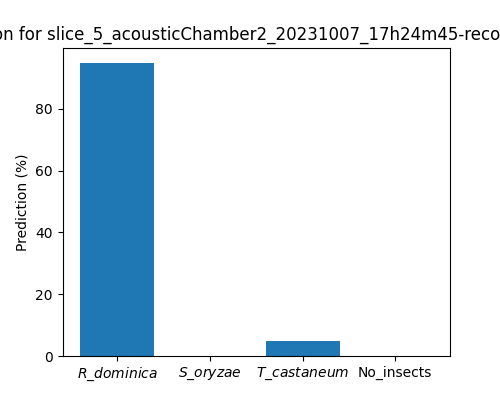 on for slice_5_acousticChamber2_20231007_17h24m45-reco
Prediction (%)
80
60
40
20
0
R_dominica S_oryzae T_castaneum No_insects